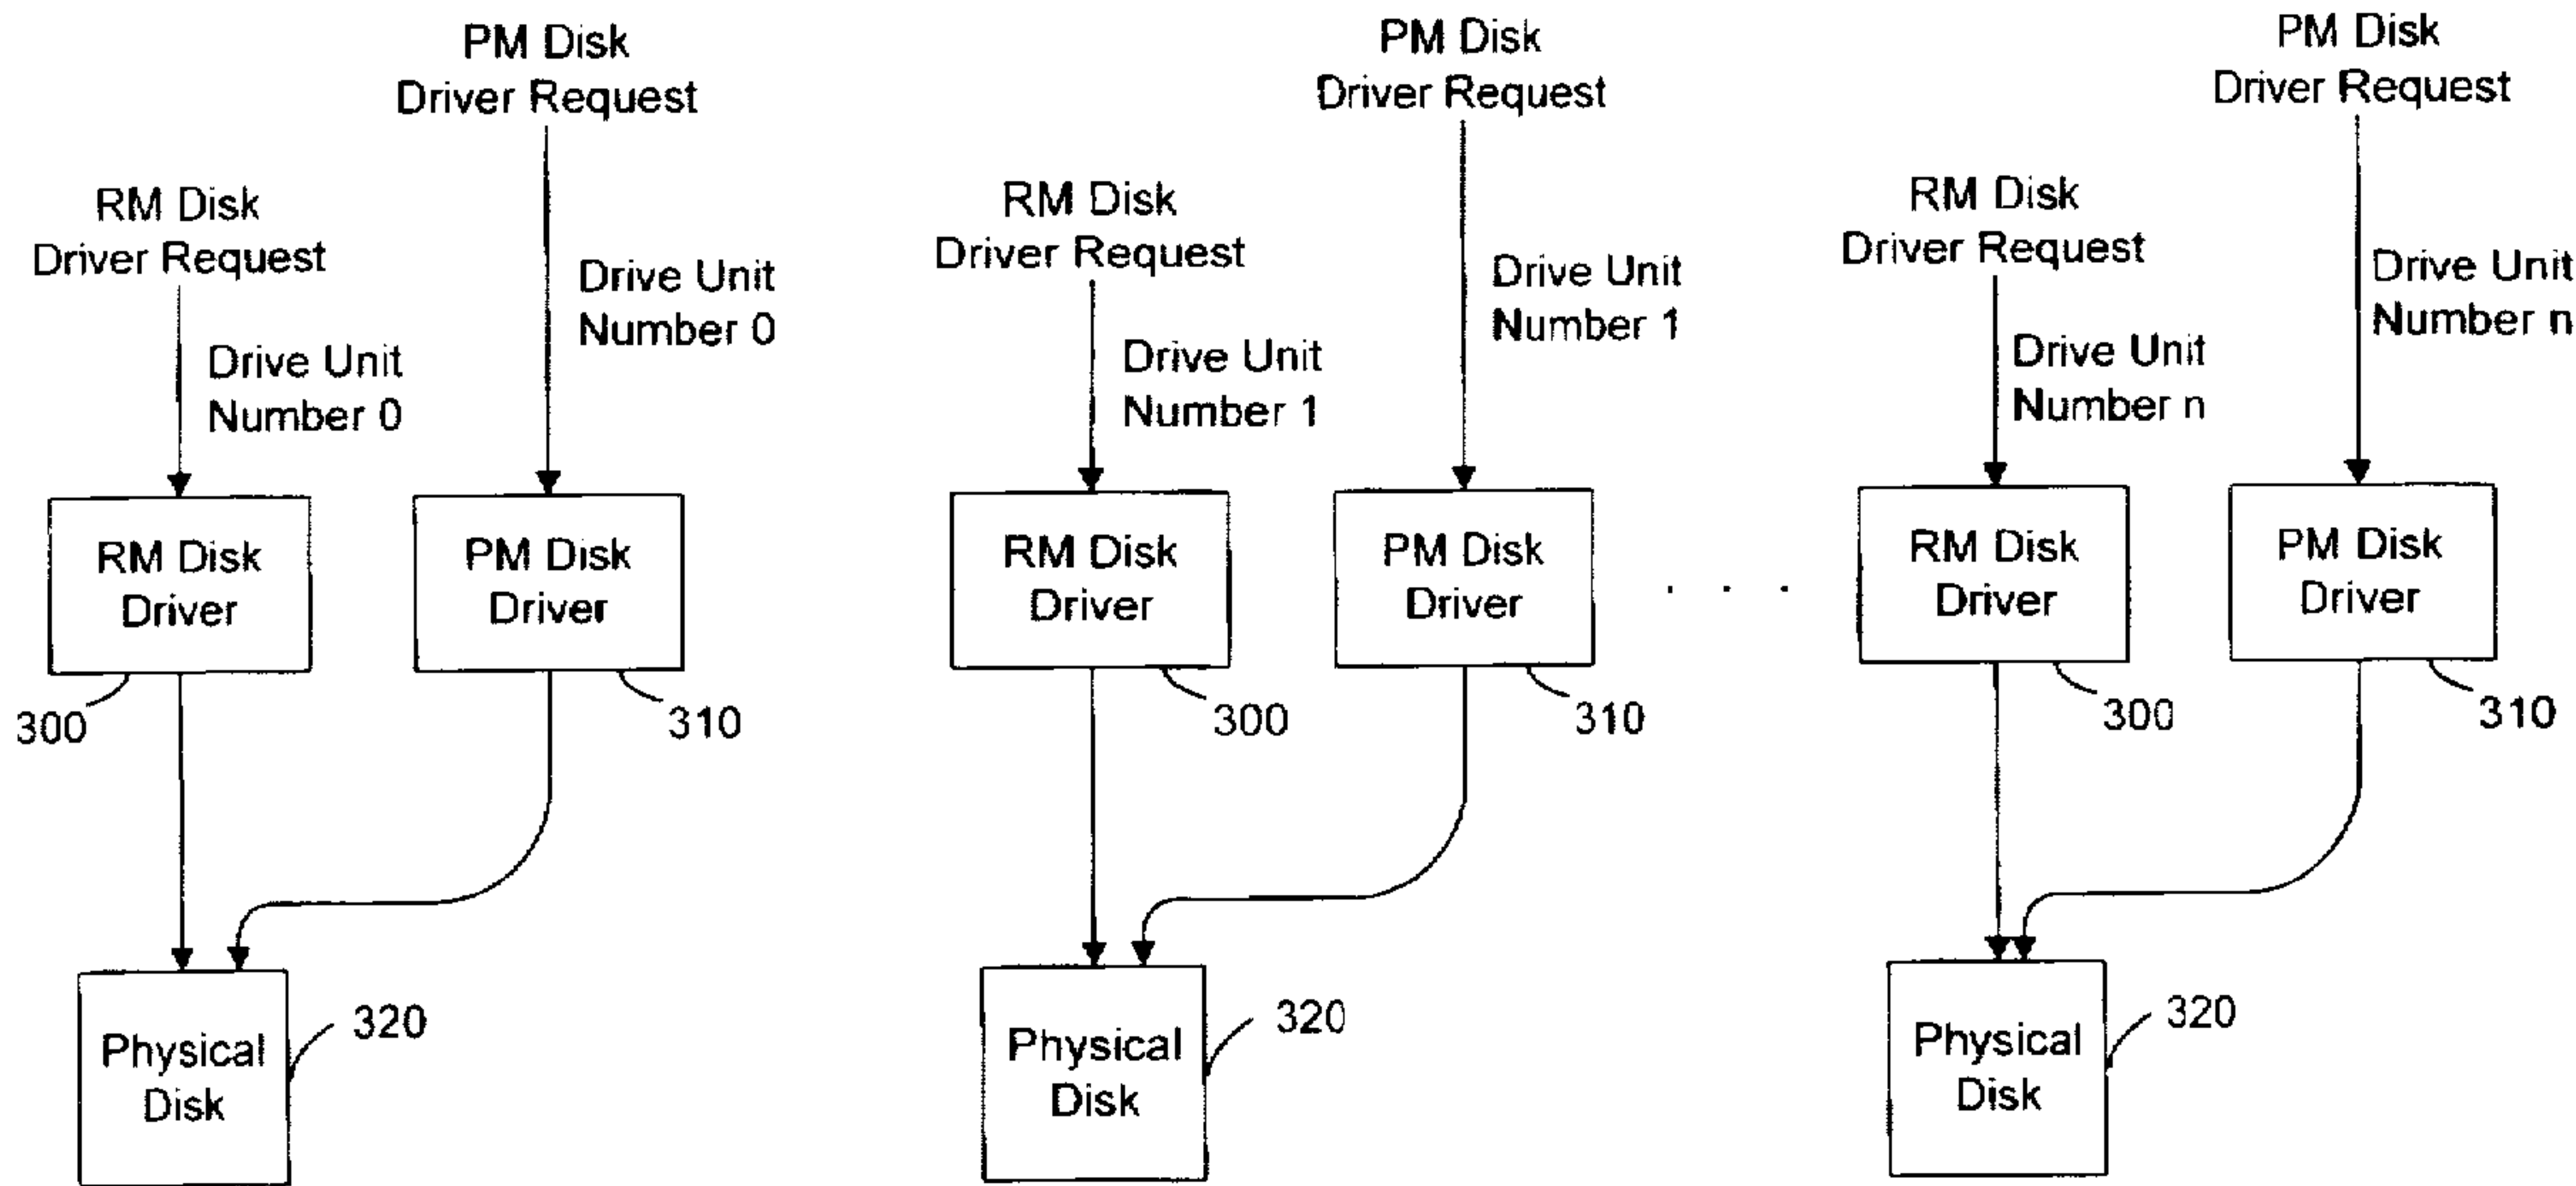 PM Disk
Driver Request
RM Disk
Driver Request
Drive Unit
Number 0
Drive Unit
Number 0
RM Disk
Driver
PM Disk
Driver
300
310
Physical
Disk
320
PM Disk
Driver Request
RM Disk
Driver Request
Drive Unit
Number 1
Drive Unit
Number 1
RM Disk
Driver
PM Disk
Driver
300
310
Physical
Disk
320
. . .
PM Disk
Driver Request
RM Disk
Driver Request
Drive Unit
Number n
Drive Unit
Number n
RM Disk
Driver
PM Disk
Driver
300
310
Physical
Disk
320